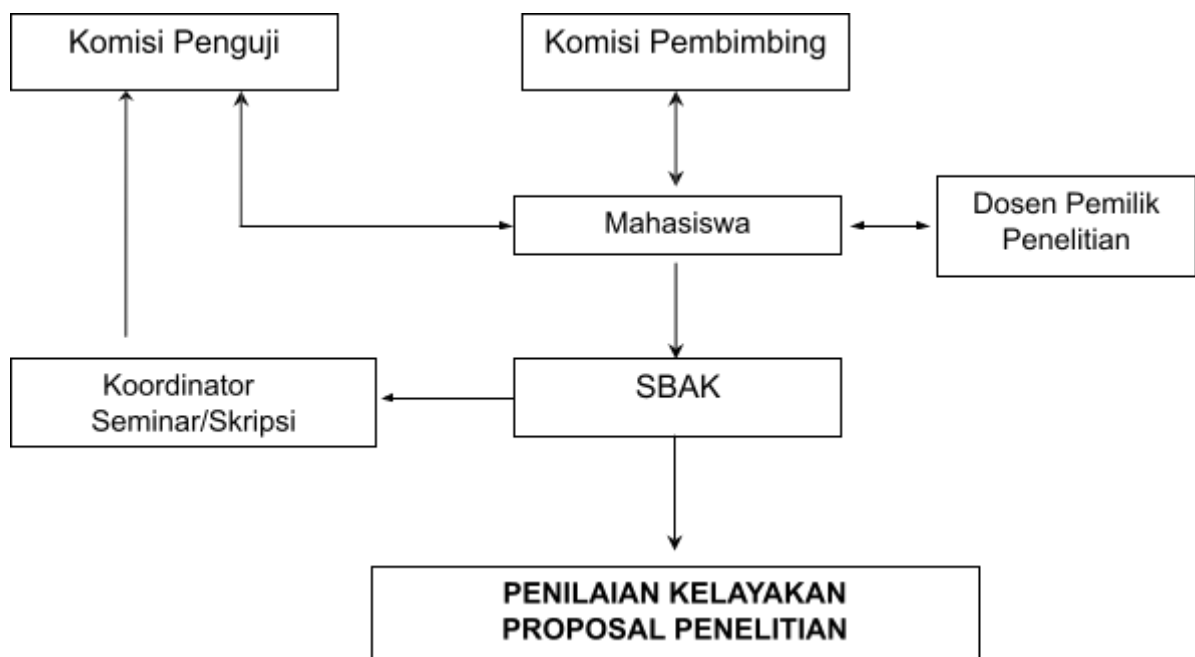 Komisi Penguji
Komisi Pembimbing
Mahasiswa
Dosen Pemilik
Penelitian
Koordinator
Seminar/Skripsi
SBAK
PENILAIAN KELAYAKAN
PROPOSAL PENELITIAN